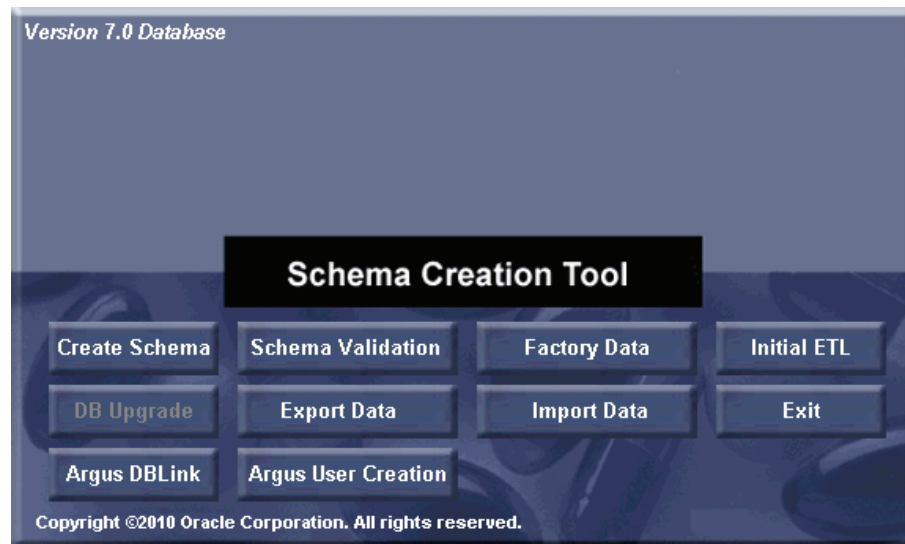 Version 7.0 Database
Schema Creation Tool
Create Schema Schema Validation Factory Data Initial ETL
DB Upgrade Export Data Import Data Exit
Argus DBLink Argus User Creation
Copyright ©2010 Oracle Corporation. All rights reserved.